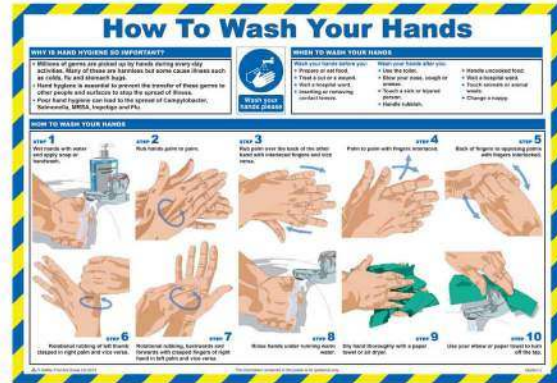 How To Wash Your Hands
WHY IS HAND HYGIENE SO IMPORTANT?
• Millions of germs are picked up by hands during every day
activities. Many of them are harmless but some cause illness such
as colds, flu and stomach bugs.
• Hand hygiene is essential to prevent the transfer of these germs to
other people and surfaces to stop the spread of illness.
• Poor hand hygiene can lead to the spread of Campylobacter,
Salmonella, MRSA, Impetigo and Flu.
Wash your
hands please
WHEN TO WASH YOUR HANDS
Wash your hands before you:
• Prepare or eat food.
• Treat a cut or a wound.
• Visit a hospital ward.
• Inserting or removing
contact lenses.
Wash your hands after you:
• Use the toilet.
• Blow your nose, cough or
sneeze.
• Touch a sick or injured
person.
• Handle rubbish.
• Handle uncooked food.
• Visit a hospital ward.
• Touch animals or animal
waste.
• Change a nappy.
HOW TO WASH YOUR HANDS
STEP 1
Wet hands with water
and apply soap or
handwash.
STEP 2
Rub hands palm to palm.
STEP 3
Rub palm over the back of the other
hand with interlaced fingers and vice
versa.
STEP 4
Palm to palm with fingers interlaced.
STEP 5
Back of fingers to opposing palms
with fingers interlocked.
STEP 6
Rotational rubbing of left thumb
clasped in right palm and vice versa.
STEP 7
Rotational rubbing, backwards and
forwards with clasped fingers of right
hand in left palm and vice versa
STEP 8
Rinse hands under running warm
water.
STEP 9
Dry hand thoroughly with a paper
towel or air dryer.
STEP 10
Use your elbow or paper towel to turn
off the tap.